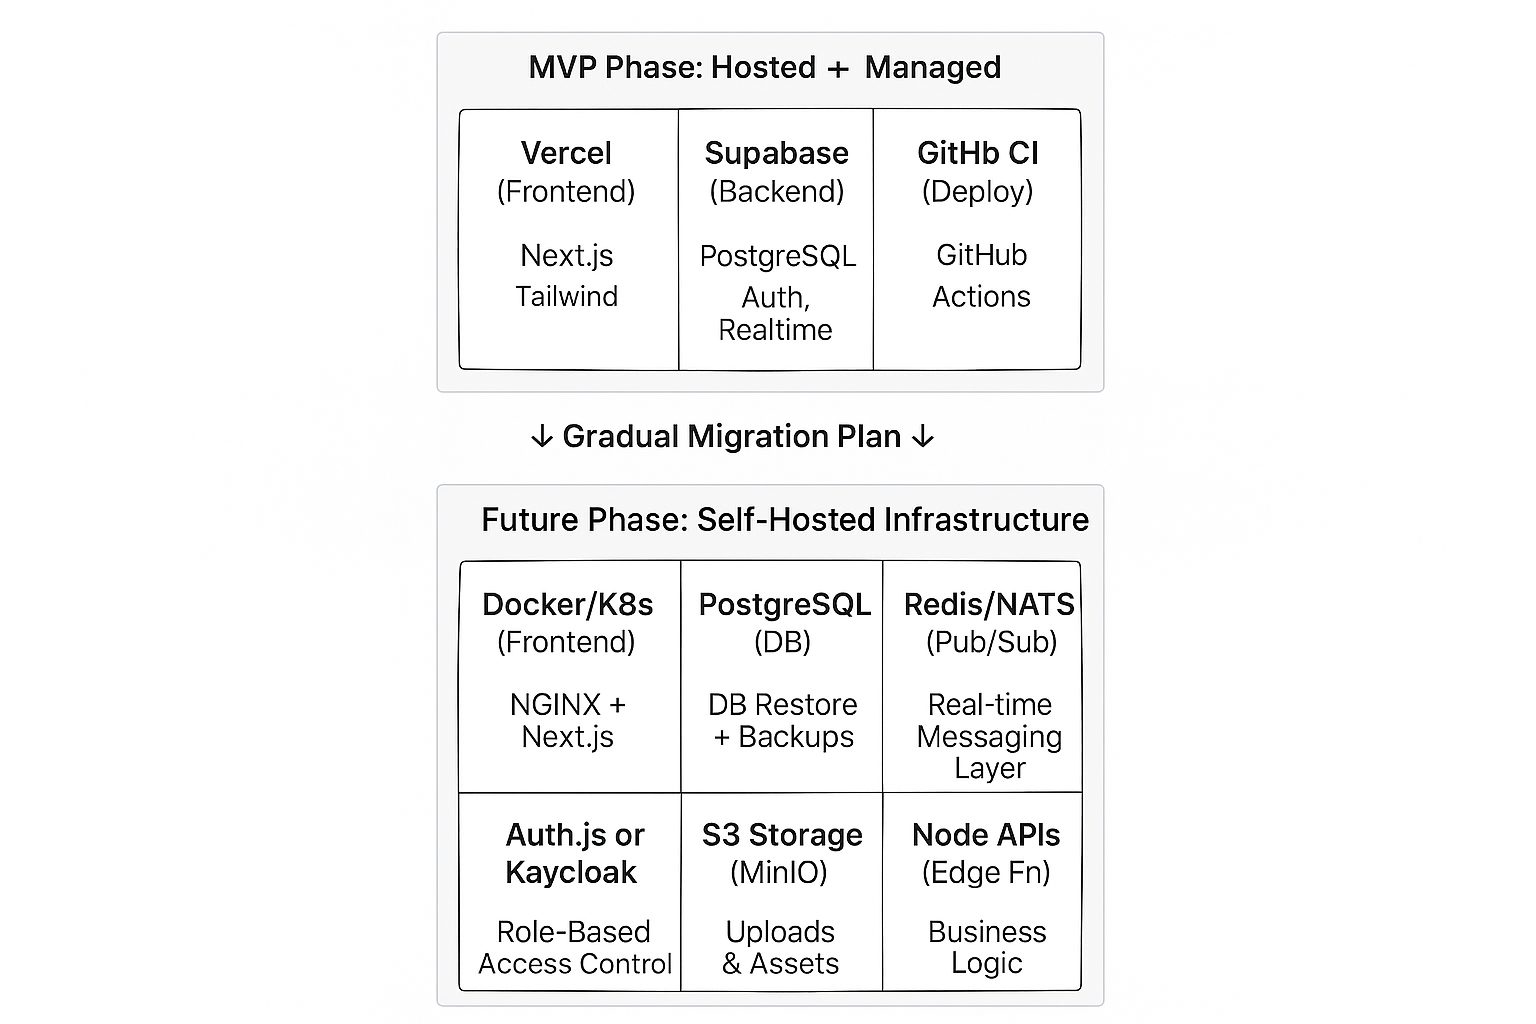 MVP Phase: Hosted + Managed
Vercel
(Frontend)
Next.js
Tailwind
Supabase
(Backend)
PostgreSQL
Auth,
Realtime
GitHb CI
(Deploy)
GitHub
Actions
↓ Gradual Migration Plan ↓
Future Phase: Self-Hosted Infrastructure
Docker/K8s
(Frontend)
NGINX +
Next.js
PostgreSQL
(DB)
DB Restore
+ Backups
Redis/NATS
(Pub/Sub)
Real-time
Messaging
Layer
Auth.js or
Kaycloak
Role-Based
Access Control
S3 Storage
(MinIO)
Uploads
& Assets
Node APIs
(Edge Fn)
Business
Logic